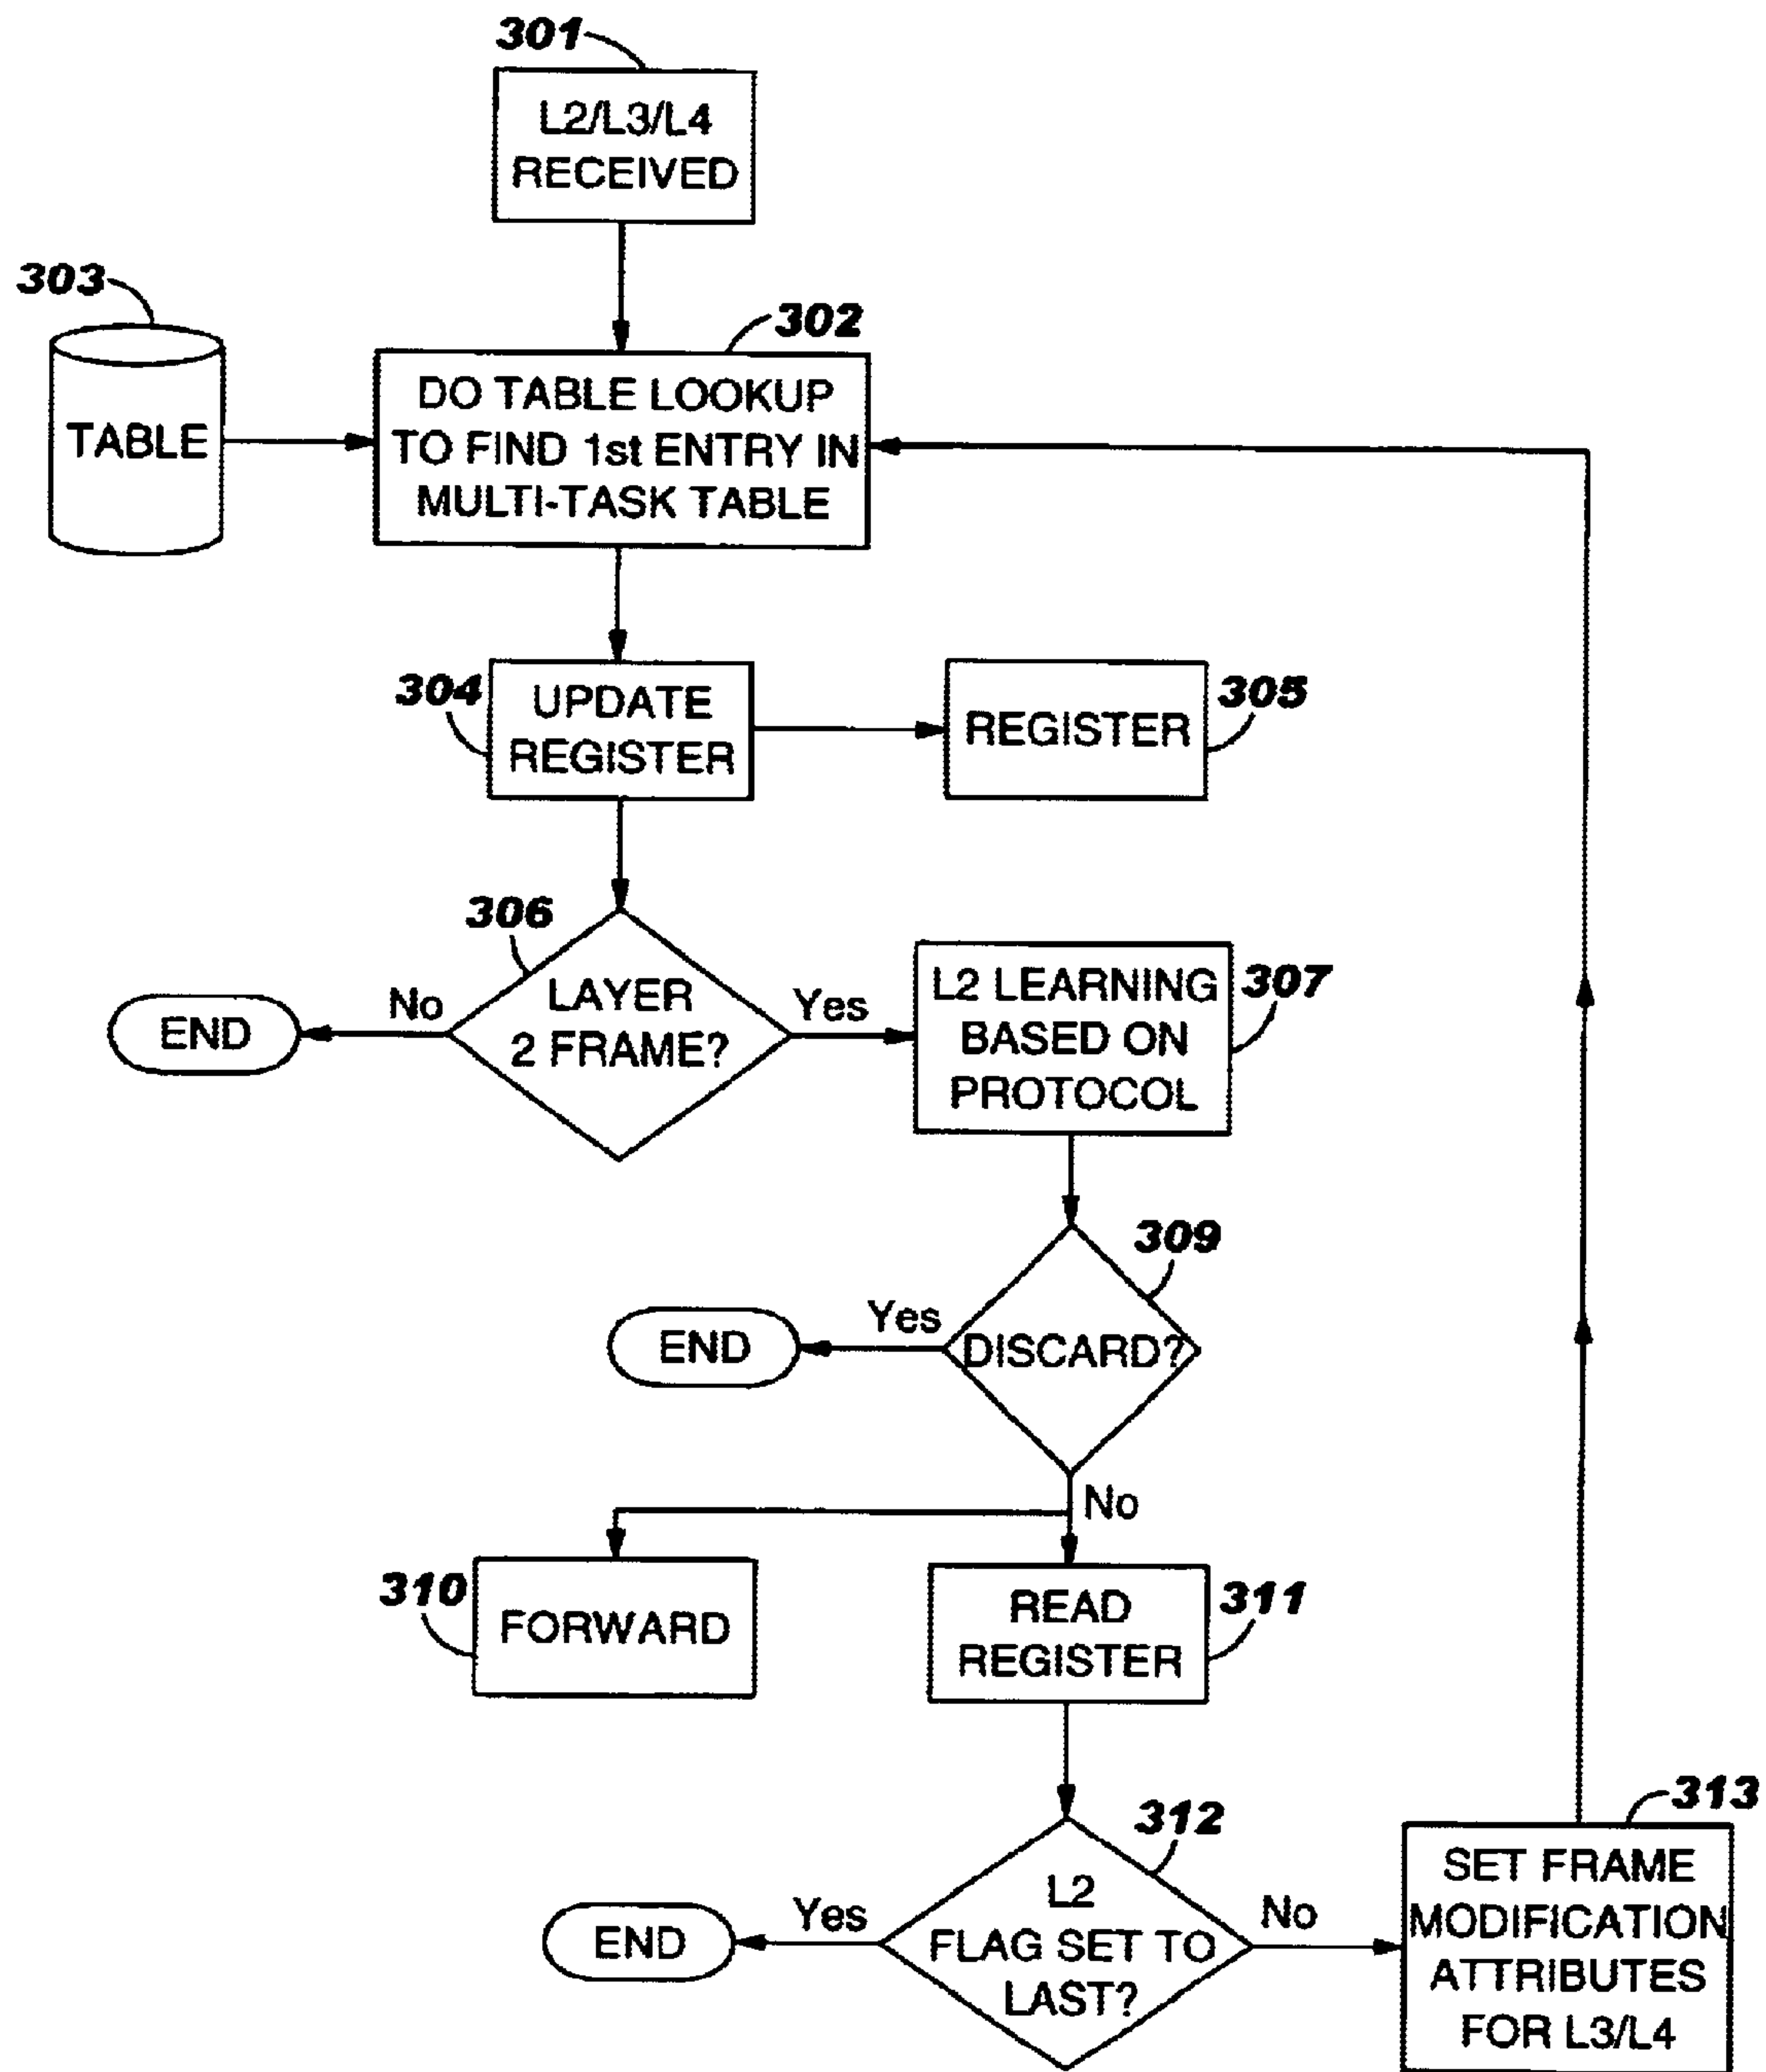 301
L2/L3/L4
RECEIVED
303
302
TABLE
DO TABLE LOOKUP
TO FIND 1st ENTRY IN
MULTI-TASK TABLE
304
UPDATE
REGISTER
REGISTER
305
306
LAYER
2 FRAME?
No
END
Yes
L2 LEARNING
BASED ON
PROTOCOL
307
309
DISCARD?
Yes
END
No
310
FORWARD
READ
REGISTER
311
312
L2
FLAG SET TO
LAST?
Yes
END
No
313
SET FRAME
MODIFICATION
ATTRIBUTES
FOR L3/L4